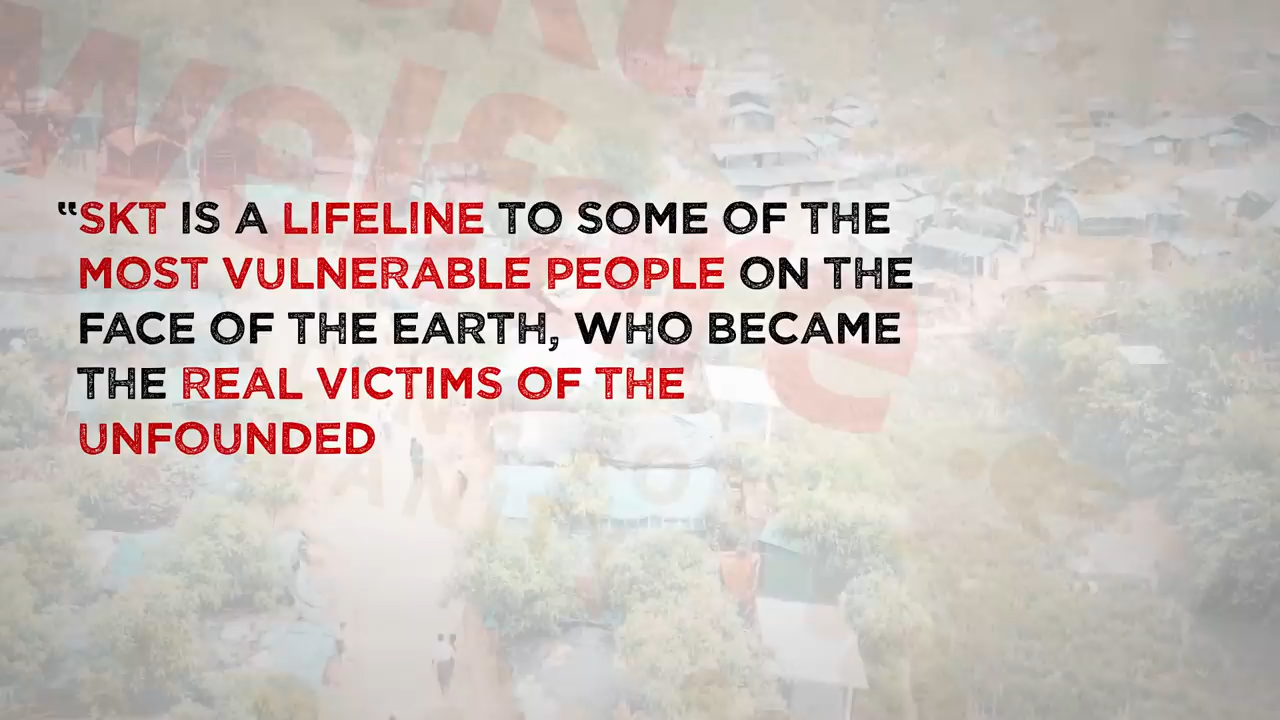 “SKT IS A LIFELINE TO SOME OF THE
MOST VULNERABLE PEOPLE ON THE
FACE OF THE EARTH, WHO BECAME
THE REAL VICTIMS OF THE
UNFOUNDED